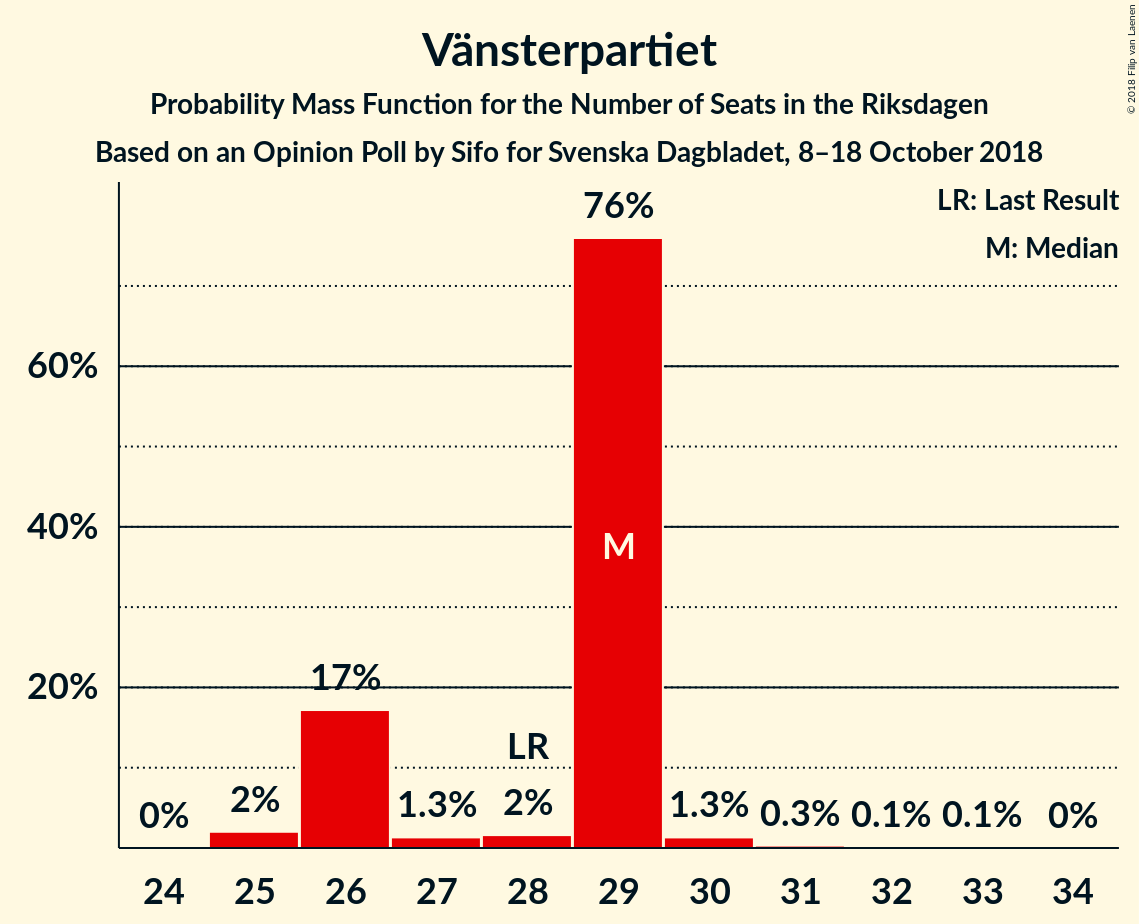 Vänsterpartiet
Probability Mass Function for the Number of Seats in the Riksdagen
Based on an Opinion Poll by Sifo for Svenska Dagbladet, 8–18 October 2018
© 2018 Filip van Laenen
LR: Last Result
M: Median
76%
60%
40%
M
20%
17%
LR
0%
2%
1.3%
2%
1.3%
0.3%
0.1%
0.1%
0%
24 25 26 27 28 29 30 31 32 33 34